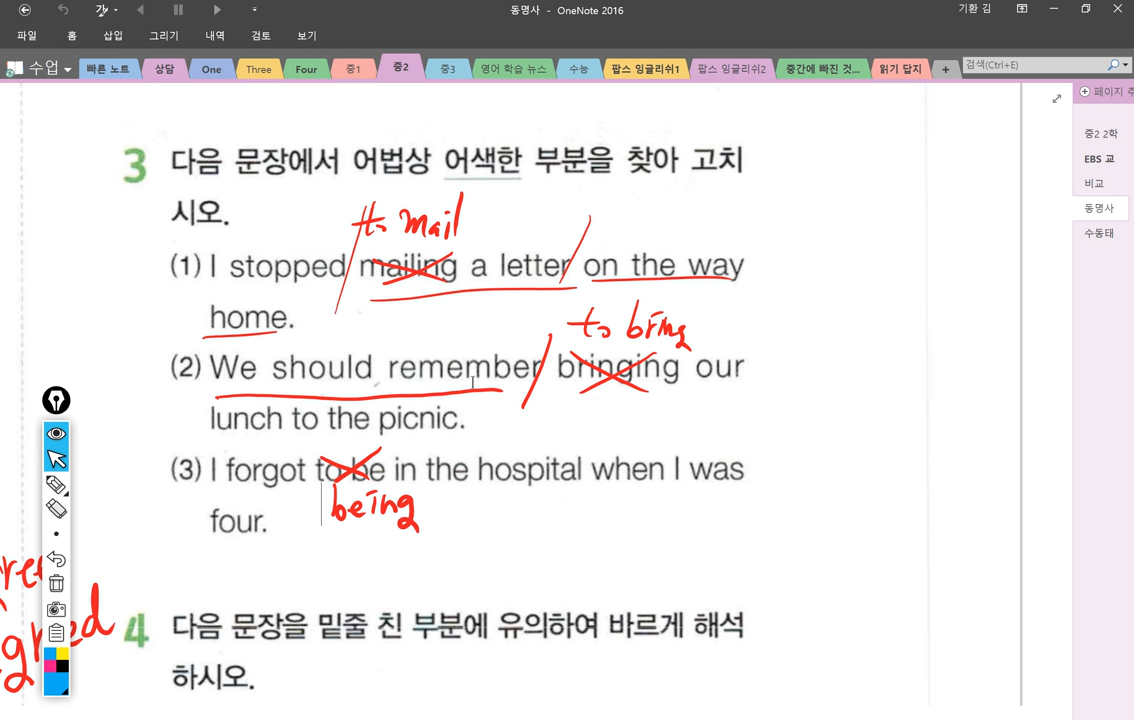 동명사 - OneNote 2016
기환 김
파일 홈 삽입 그리기 내역 검토 보기
수업 빠른 노트 상담 One Three Four 중1 중2 중3 영어 학습 뉴스 수능 팝스 잉글리쉬1 팝스 잉글리쉬2 중간에 빠진 것... 읽기 답지 + 검색(Ctrl+E)
페이지 추
중2 2학
EBS 교
비교
동명사
수동태
3 다음 문장에서 어법상 어색한 부분을 찾아 고치
시오.
to mail
(1) I stopped mailing a letter on the way
home.
to bring
(2) We should remember bringing our
lunch to the picnic.
(3) I forgot to be in the hospital when I was
being
four.
4 다음 문장을 밑줄 친 부분에 유의하여 바르게 해석
하시오.